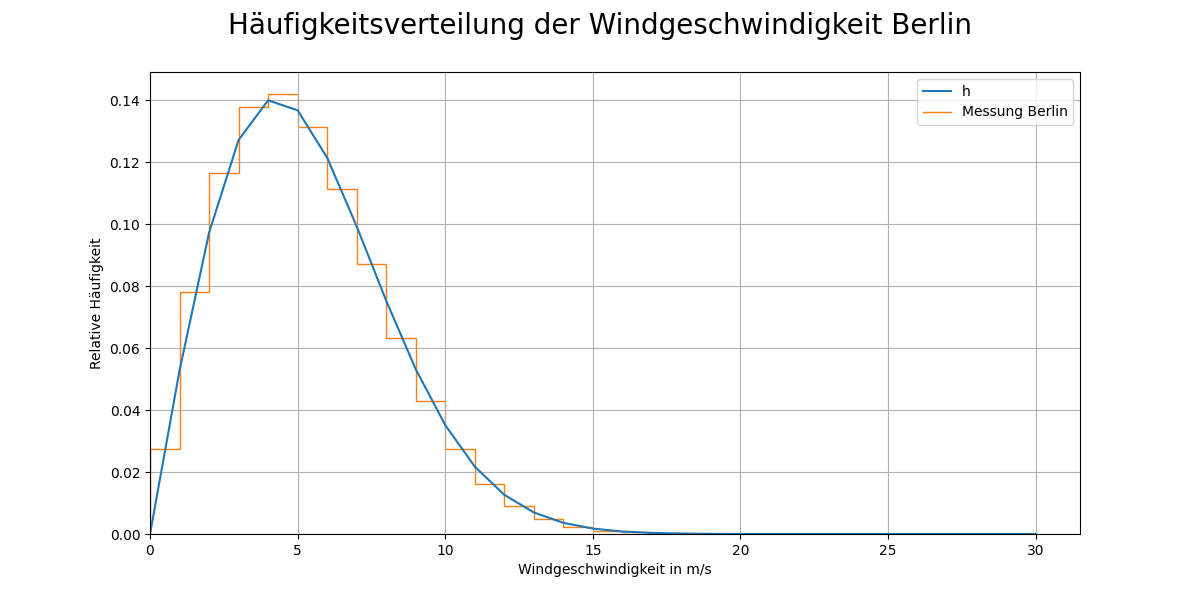 Häufigkeitsverteilung der Windgeschwindigkeit Berlin
h
Messung Berlin
Relative Häufigkeit
0.14
0.12
0.10
0.08
0.06
0.04
0.02
0.00
0 5 10 15 20 25 30
Windgeschwindigkeit in m/s